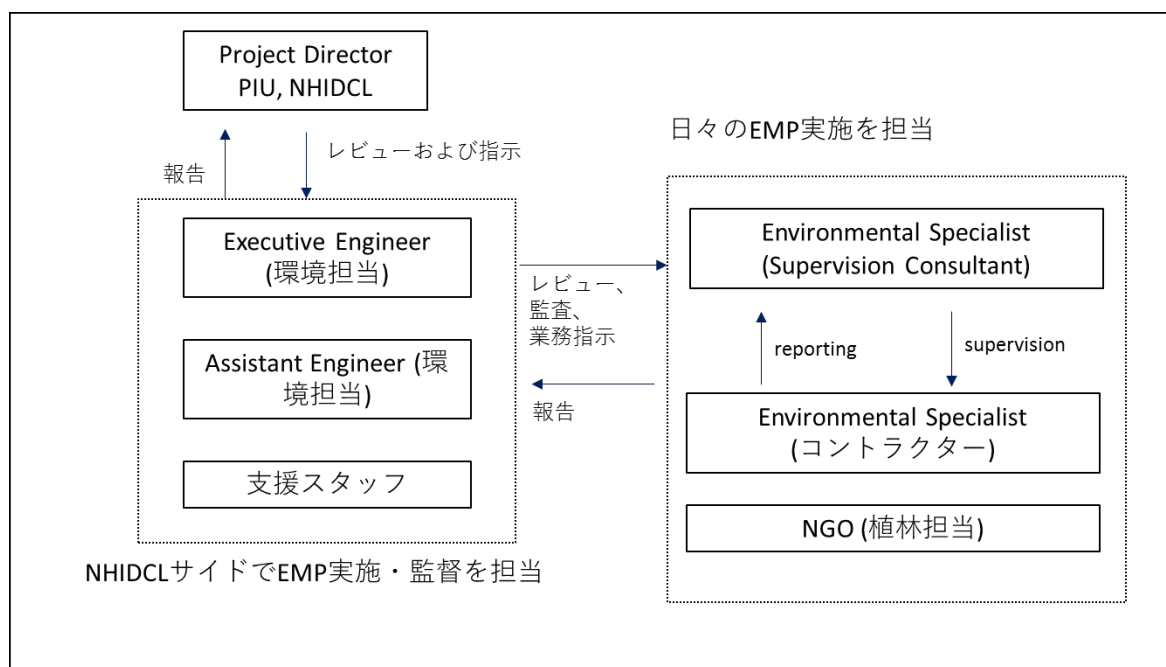 Project Director
PIU, NHIDCL
報告
レビューおよび指示
Executive Engineer
(環境担当)
Assistant Engineer (環
境担当)
支援スタッフ
NHIDCLサイドでEMP実施・監督を担当
レビュー、
監査、
業務指示
報告
日々のEMP実施を担当
Environmental Specialist
(Supervision Consultant)
reporting
supervision
Environmental Specialist
(コントラクター)
NGO (植林担当)